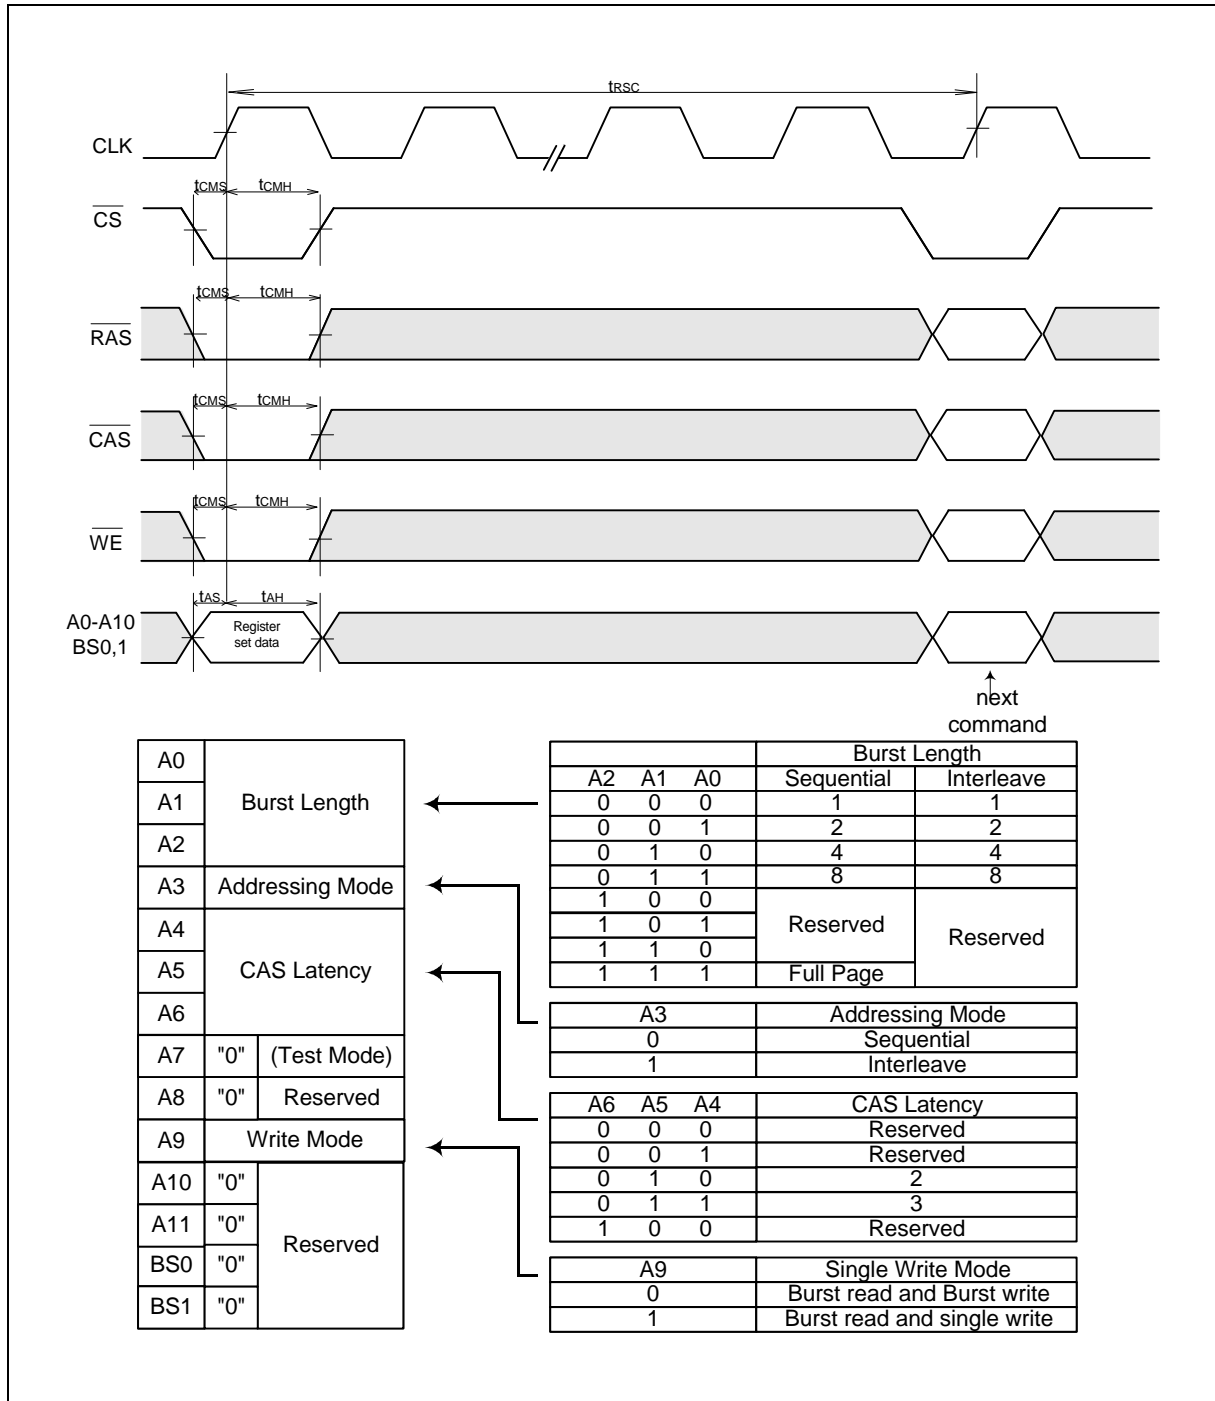 tRSC
CLK
tCMS tCMH
CS
tCMS tCMH
RAS
tCMS tCMH
CAS
tCMS tCMH
WE
tAS tAH
A0-A10
BS0,1
Register
set data
next
command
A0
A1 Burst Length
A2
A3 Addressing Mode
A4
A5 CAS Latency
A6
A7 "0" (Test Mode)
A8 "0" Reserved
A9 Write Mode
A10 "0"
A11 "0"
Reserved
BS0 "0"
BS1 "0"
Burst Length
A2 A1 A0 Sequential Interleave
0 0 0 1 1
0 0 1 2 2
0 1 0 4 4
0 1 1 8 8
1 0 0
1 0 1 Reserved Reserved
1 1 0
1 1 1 Full Page
A3 Addressing Mode
0 Sequential
1 Interleave
A6 A5 A4 CAS Latency
0 0 0 Reserved
0 0 1 Reserved
0 1 0 2
0 1 1 3
1 0 0 Reserved
A9 Single Write Mode
0 Burst read and Burst write
1 Burst read and single write